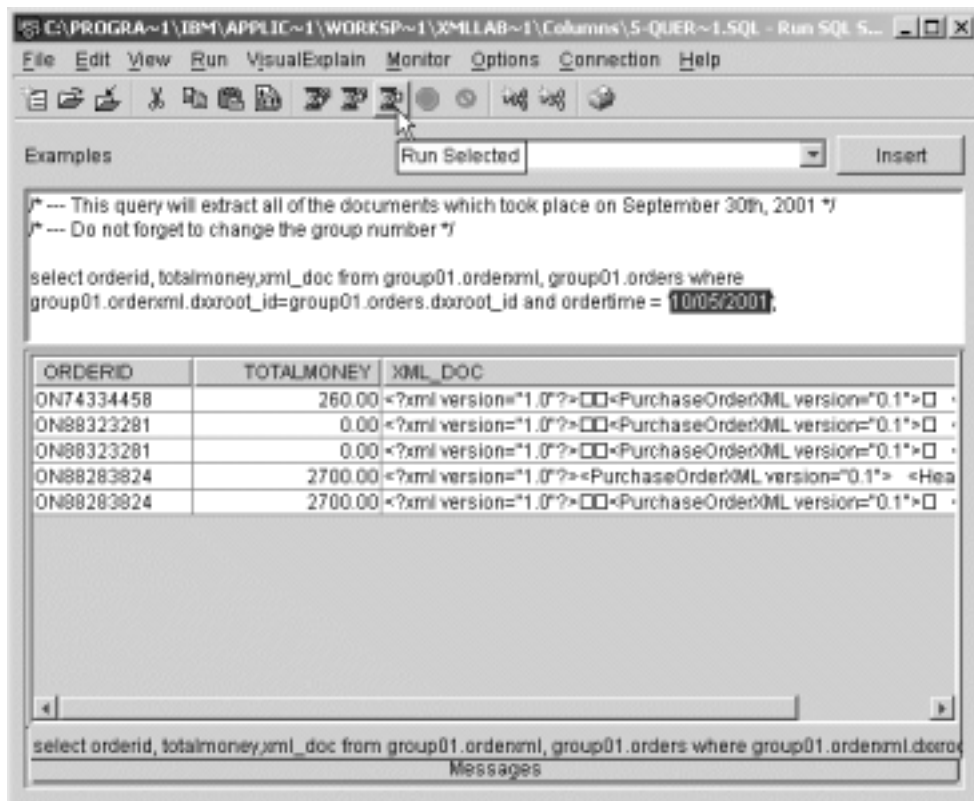 C:\PROGRA~1\IBM\APPLIC~1\WORKSP~1\XMLLAB~1\Columns\5-QUER~1.SQL - Run SQL S...
File Edit View Run VisualExplain Monitor Options Connection Help
Examples
Run Selected
Insert
/* --- This query will extract all of the documents which took place on September 30th, 2001 */
/* --- Do not forget to change the group number */
select orderid, totalmoney,xml_doc from group01.orderxml, group01.orders where
group01.orderxml.dxxroot_id=group01.orders.dxxroot_id and ordertime = '10/05/2001';
ORDERID TOTALMONEY XML_DOC
ON74334458 260.00 <?xml version="1.0"?>□□<PurchaseOrderXML version="0.1">□ <
ON88323281 0.00 <?xml version="1.0"?>□□<PurchaseOrderXML version="0.1">□ <
ON88323281 0.00 <?xml version="1.0"?>□□<PurchaseOrderXML version="0.1">□ <
ON88283824 2700.00 <?xml version="1.0"?><PurchaseOrderXML version="0.1"> <Hea
ON88283824 2700.00 <?xml version="1.0"?>□□<PurchaseOrderXML version="0.1">□ <
select orderid, totalmoney,xml_doc from group01.orderxml, group01.orders where group01.orderxml.dxxroo
Messages